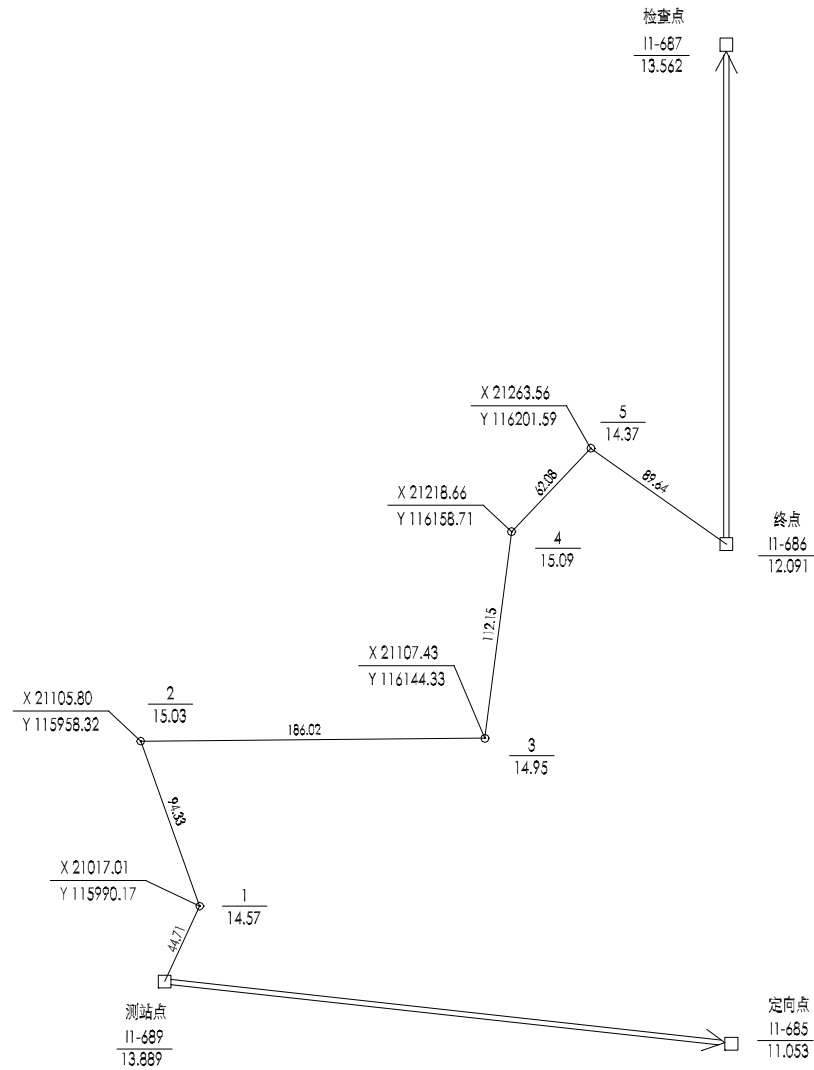 检查点
I1-687
13.562
X 21263.56
Y 116201.59
5
14.37
62.08
89.64
X 21218.66
Y 116158.71
4
15.09
终点
I1-686
12.091
112.15
X 21107.43
Y 116144.33
X 21105.80
Y 115958.32
2
15.03
186.02
3
14.95
94.33
X 21017.01
Y 115990.17
1
14.57
44.71
测站点
I1-689
13.889
定向点
I1-685
11.053